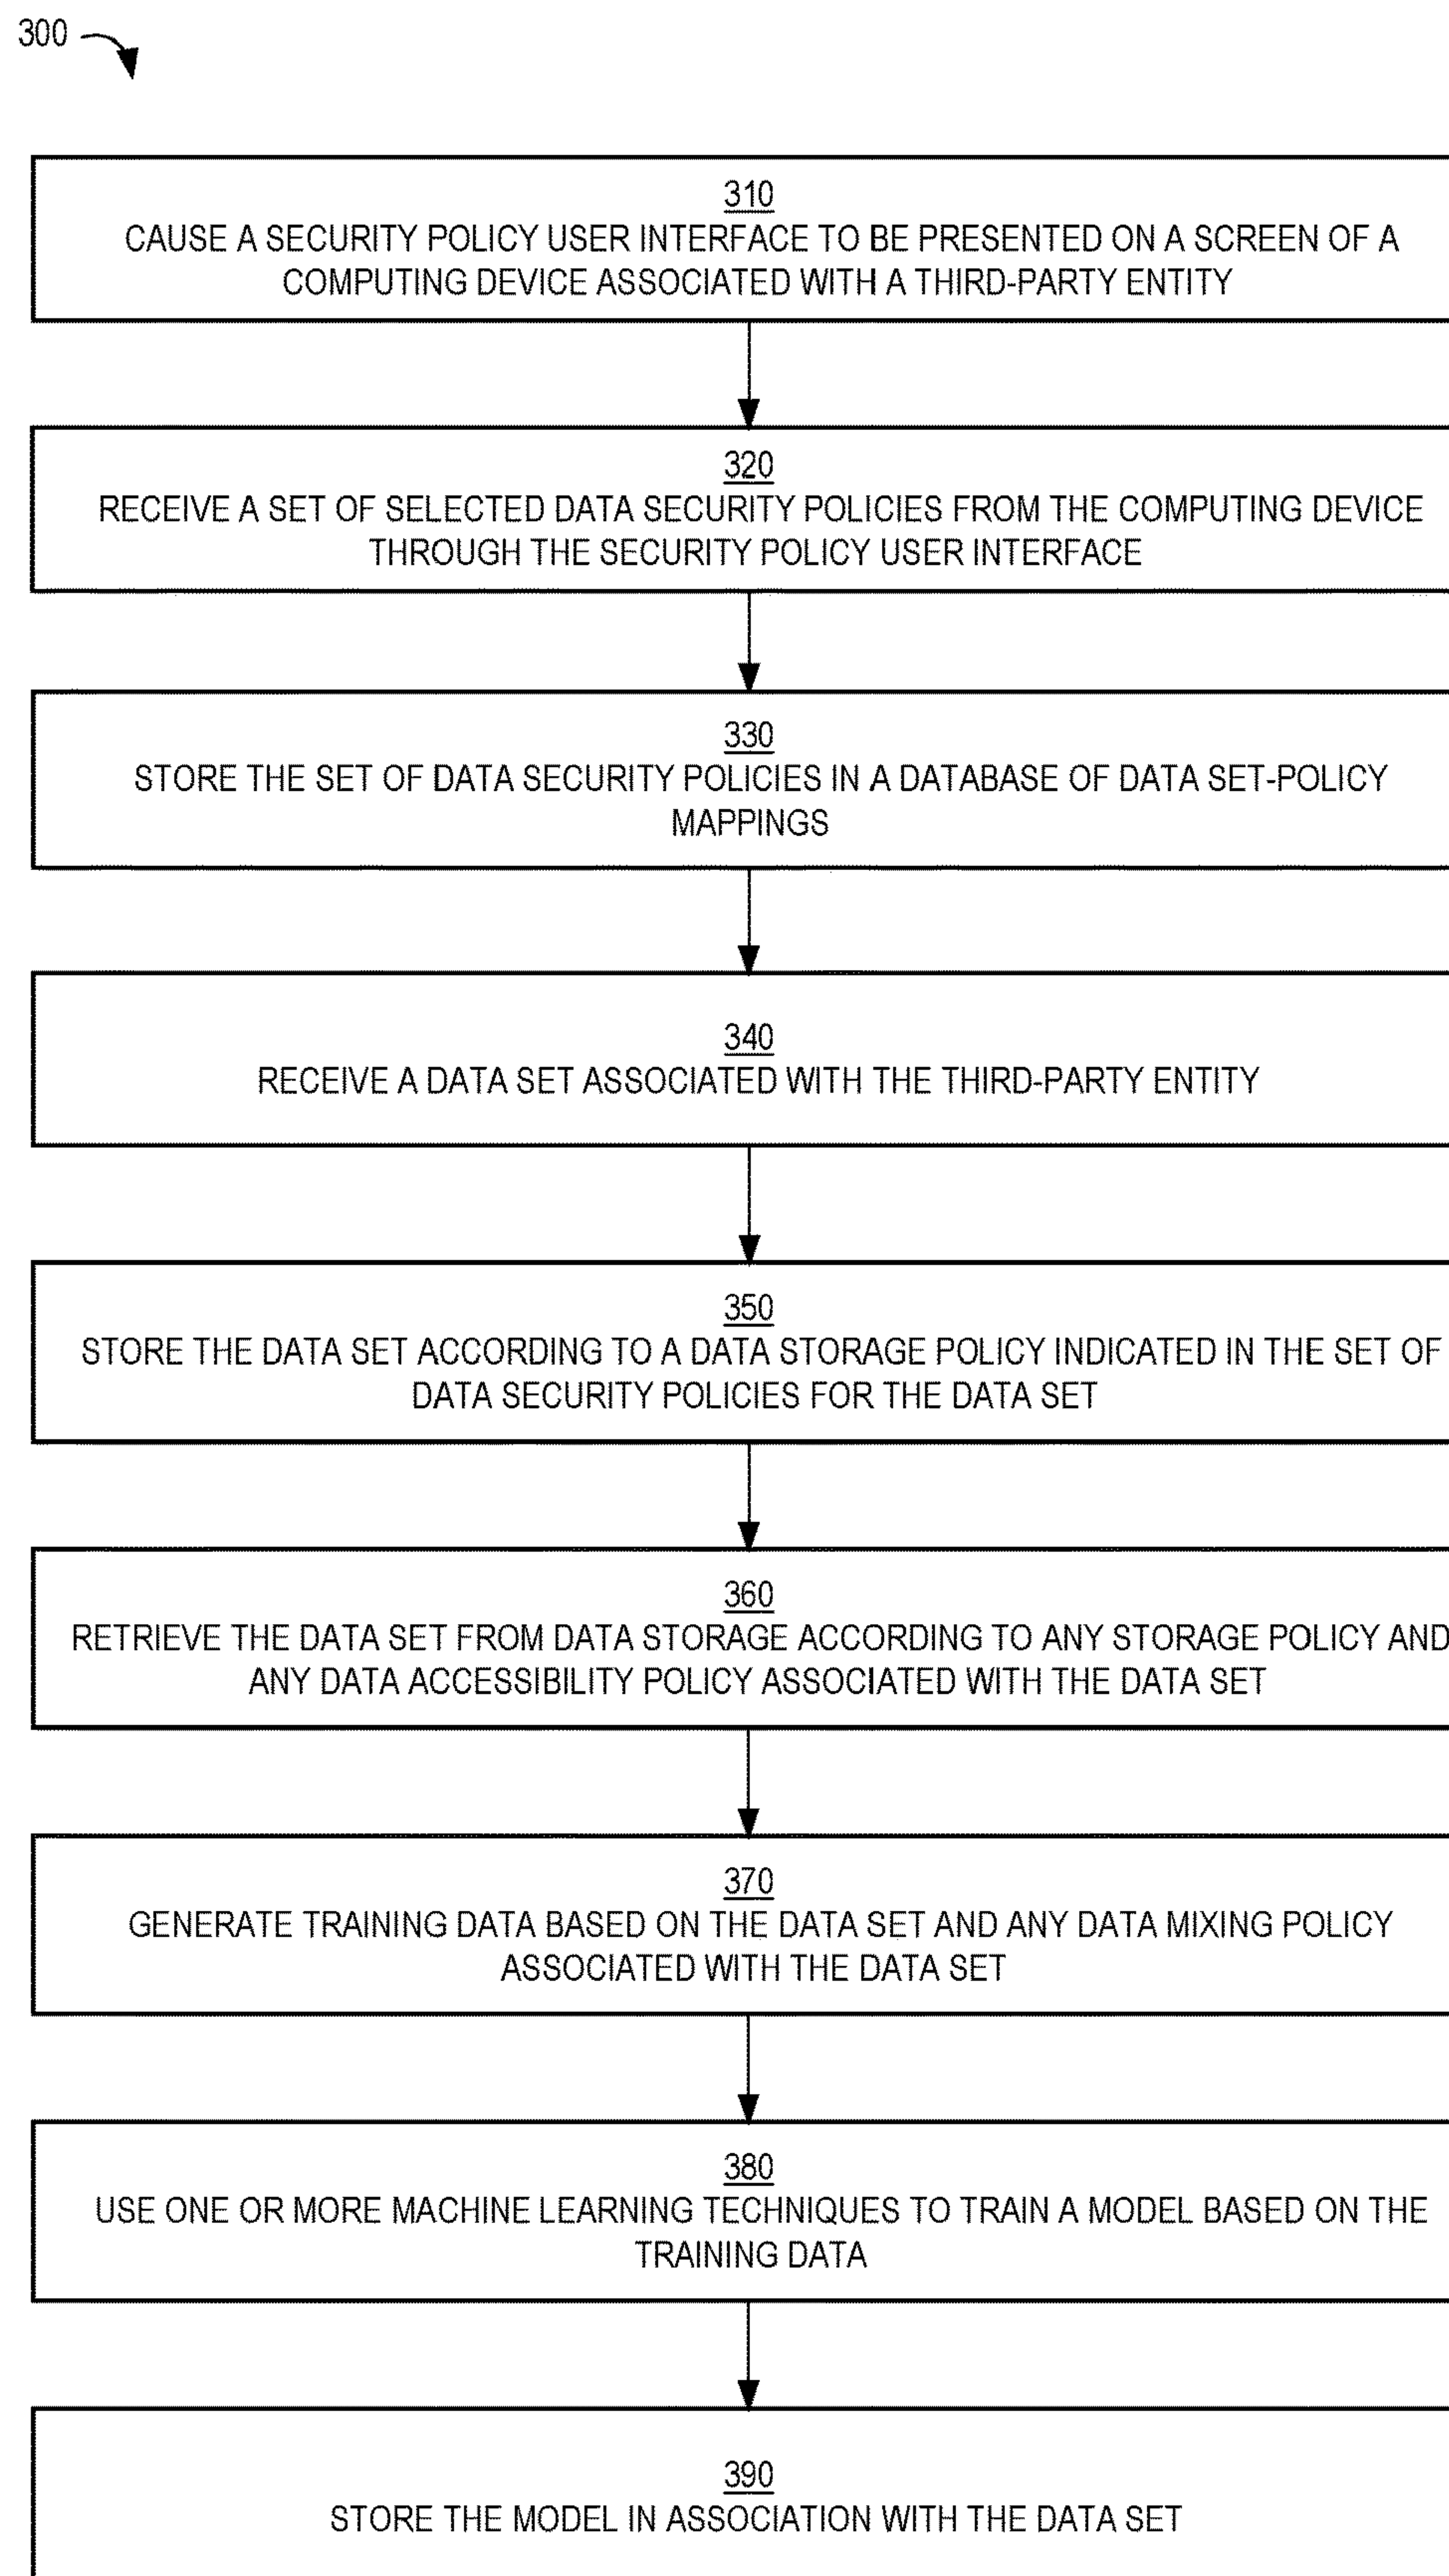 300
310
CAUSE A SECURITY POLICY USER INTERFACE TO BE PRESENTED ON A SCREEN OF A
COMPUTING DEVICE ASSOCIATED WITH A THIRD-PARTY ENTITY
320
RECEIVE A SET OF SELECTED DATA SECURITY POLICIES FROM THE COMPUTING DEVICE
THROUGH THE SECURITY POLICY USER INTERFACE
330
STORE THE SET OF DATA SECURITY POLICIES IN A DATABASE OF DATA SET-POLICY
MAPPINGS
340
RECEIVE A DATA SET ASSOCIATED WITH THE THIRD-PARTY ENTITY
350
STORE THE DATA SET ACCORDING TO A DATA STORAGE POLICY INDICATED IN THE SET OF
DATA SECURITY POLICIES FOR THE DATA SET
360
RETRIEVE THE DATA SET FROM DATA STORAGE ACCORDING TO ANY STORAGE POLICY AND
ANY DATA ACCESSIBILITY POLICY ASSOCIATED WITH THE DATA SET
370
GENERATE TRAINING DATA BASED ON THE DATA SET AND ANY DATA MIXING POLICY
ASSOCIATED WITH THE DATA SET
380
USE ONE OR MORE MACHINE LEARNING TECHNIQUES TO TRAIN A MODEL BASED ON THE
TRAINING DATA
390
STORE THE MODEL IN ASSOCIATION WITH THE DATA SET